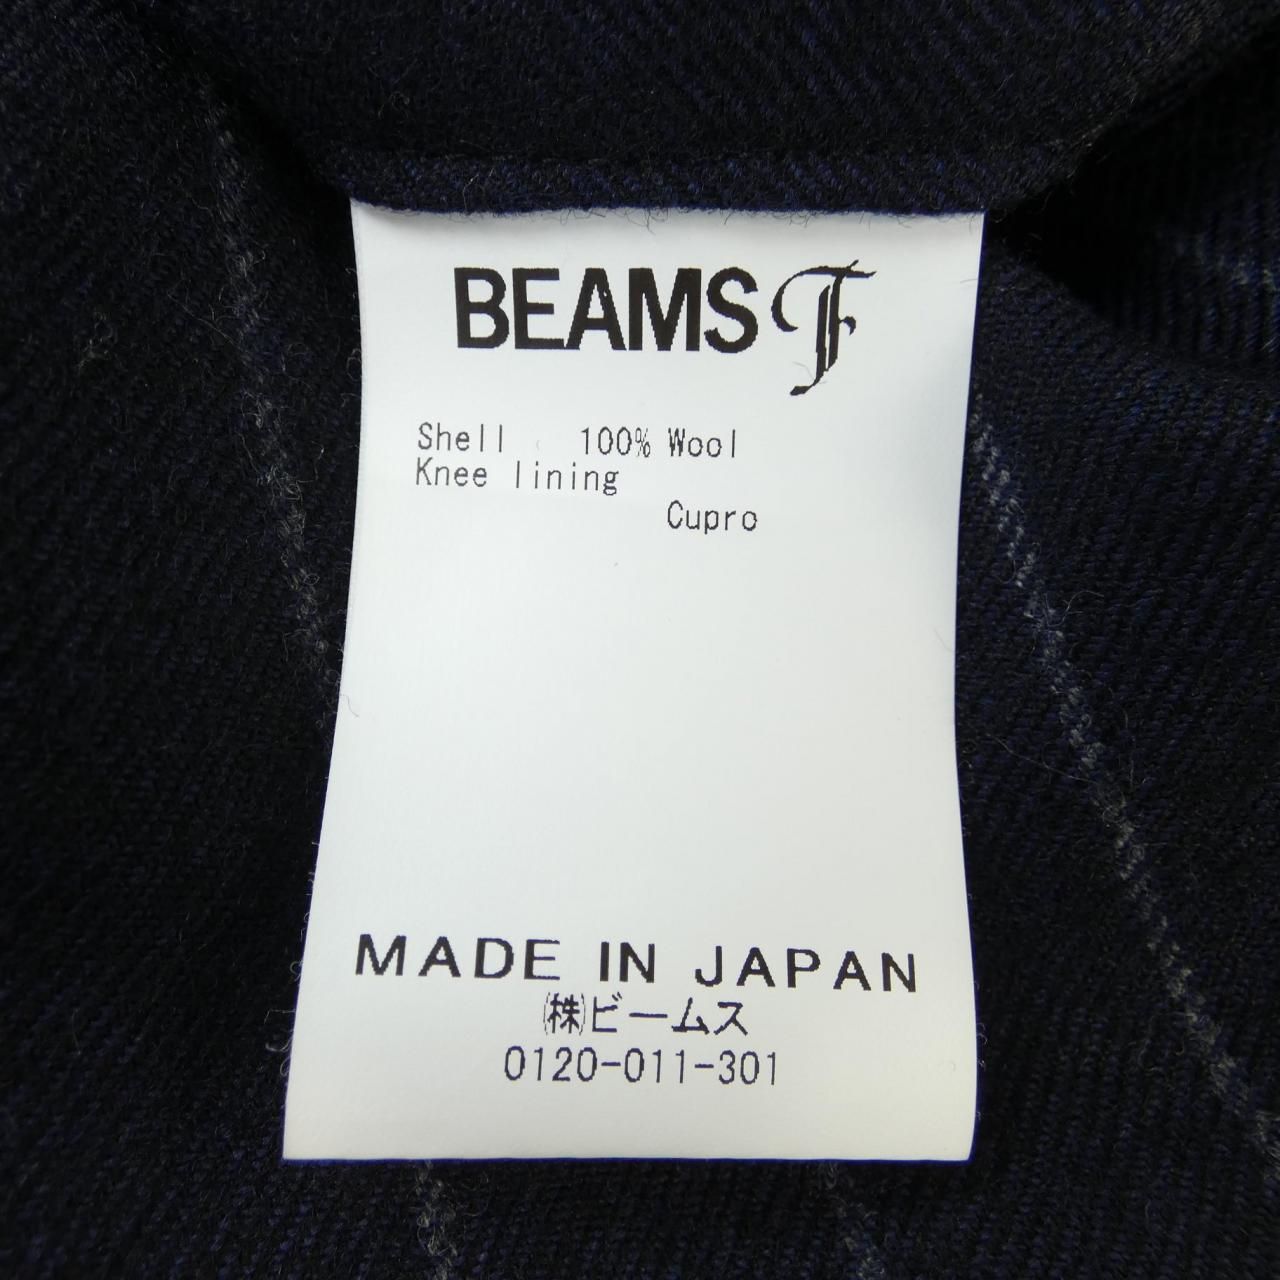 BEAMS F
Shell 100% Wool
Knee lining
Cupro
MADE IN JAPAN
㈱ビームス
0120-011-301